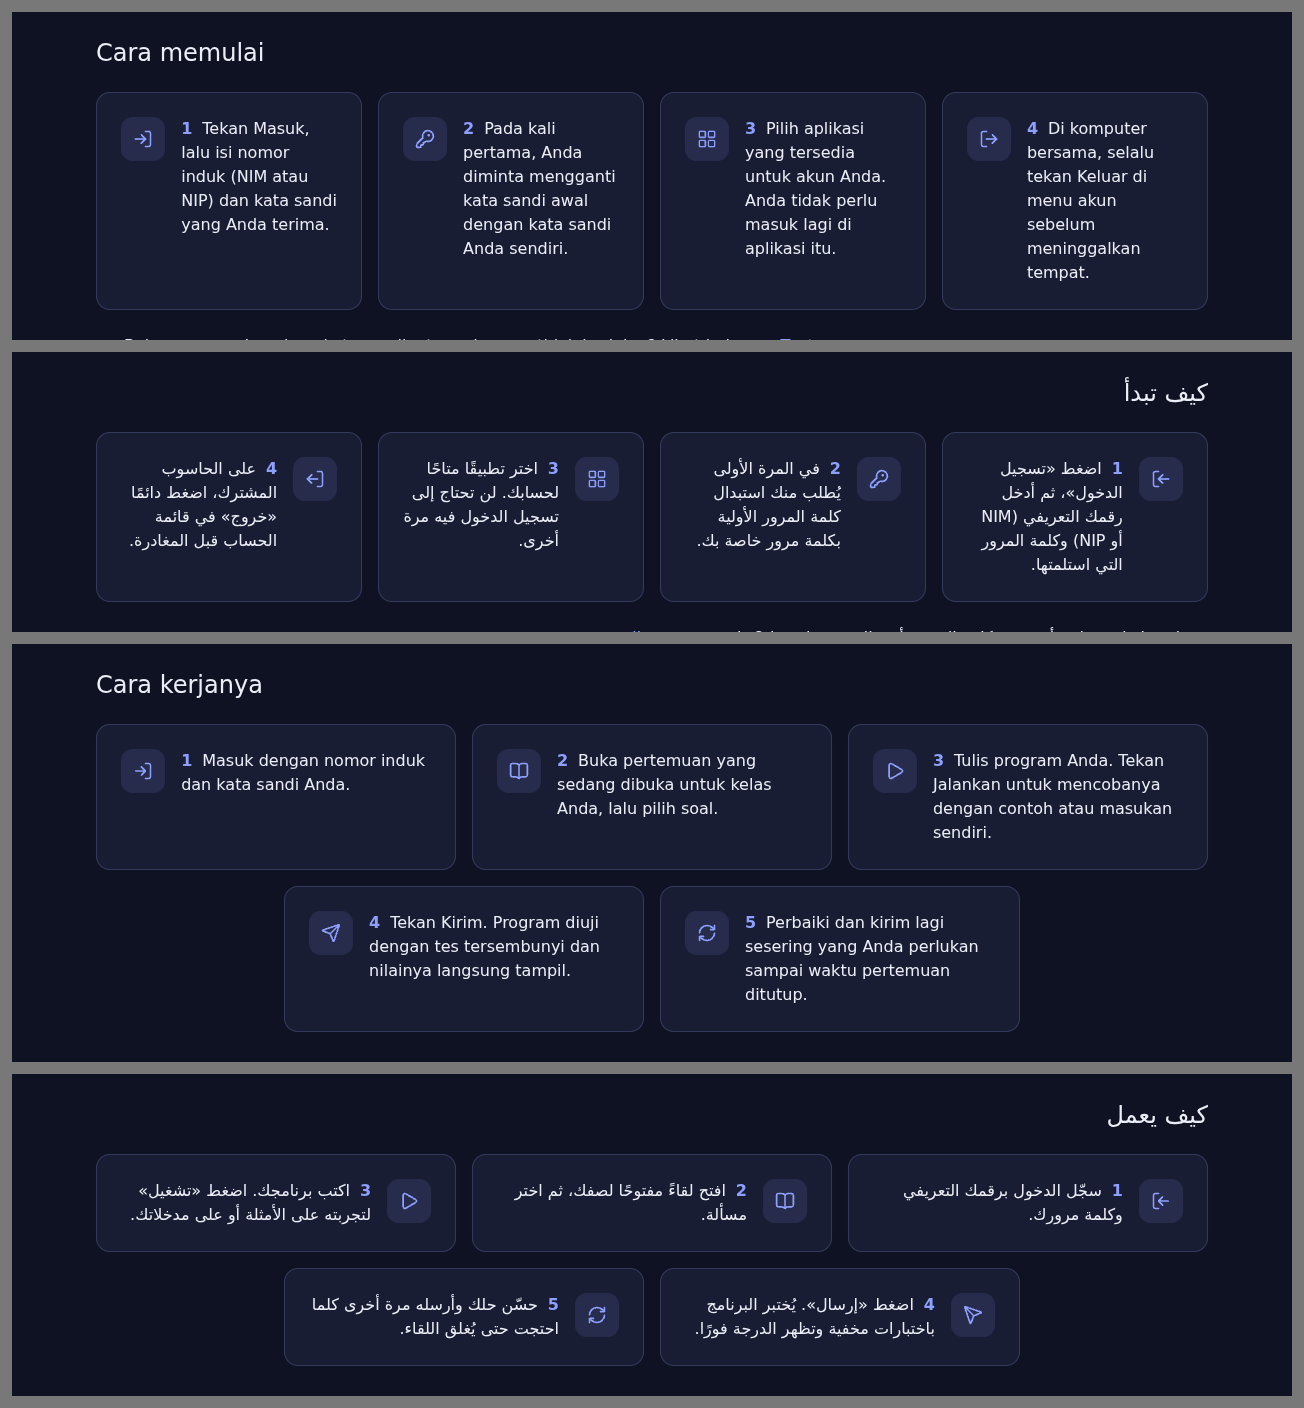 Cara memulai
1 Tekan Masuk,
lalu isi nomor
induk (NIM atau
NIP) dan kata sandi
yang Anda terima.
2 Pada kali
pertama, Anda
diminta mengganti
kata sandi awal
dengan kata sandi
Anda sendiri.
3 Pilih aplikasi
yang tersedia
untuk akun Anda.
Anda tidak perlu
masuk lagi di
aplikasi itu.
4 Di komputer
bersama, selalu
tekan Keluar di
menu akun
sebelum
meninggalkan
tempat.
كيف تبدأ
1 اضغط «تسجيل
الدخول»، ثم أدخل
رقمك التعريفي (NIM
أو NIP) وكلمة المرور
التي استلمتها.
2 في المرة الأولى
يُطلب منك استبدال
كلمة المرور الأولية
بكلمة مرور خاصة بك.
3 اختر تطبيقًا متاحًا
لحسابك. لن تحتاج إلى
تسجيل الدخول فيه مرة
أخرى.
4 على الحاسوب
المشترك، اضغط دائمًا
«خروج» في قائمة
الحساب قبل المغادرة.
Cara kerjanya
1 Masuk dengan nomor induk
dan kata sandi Anda.
2 Buka pertemuan yang
sedang dibuka untuk kelas
Anda, lalu pilih soal.
3 Tulis program Anda. Tekan
Jalankan untuk mencobanya
dengan contoh atau masukan
sendiri.
4 Tekan Kirim. Program diuji
dengan tes tersembunyi dan
nilainya langsung tampil.
5 Perbaiki dan kirim lagi
sesering yang Anda perlukan
sampai waktu pertemuan
ditutup.
كيف يعمل
1 سجّل الدخول برقمك التعريفي
وكلمة مرورك.
2 افتح لقاءً مفتوحًا لصفك، ثم اختر
مسألة.
3 اكتب برنامجك. اضغط «تشغيل»
لتجربته على الأمثلة أو على مدخلاتك.
4 اضغط «إرسال». يُختبر البرنامج
باختبارات مخفية وتظهر الدرجة فورًا.
5 حسّن حلك وأرسله مرة أخرى كلما
احتجت حتى يُغلق اللقاء.